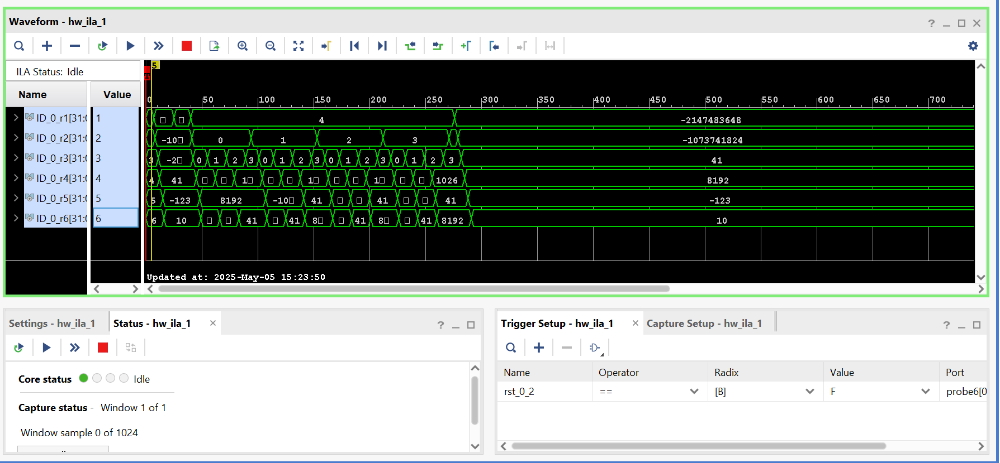 Waveform - hw_ila_1
ILA Status: Idle
Name Value
5
T
0 50 100 150 200 250 300 350 400 450 500 550 600 650 700
ID_0_r1[31:0 1 4 -2147483648
ID_0_r2[31:0 2 -10 0 1 2 3 -1073741824
ID_0_r3[31:0 3 3 -2 0 1 2 3 0 1 2 3 0 1 2 3 0 1 2 3 41
ID_0_r4[31:0 4 4 41 1 1 1 1026 8192
ID_0_r5[31:0 5 5 -123 8192 -10 41 41 41 -123
ID_0_r6[31:0 6 6 10 41 41 8 41 8 41 8192 10
Updated at: 2025-May-05 15:23:50
Settings - hw_ila_1 Status - hw_ila_1
Core status Idle
Capture status - Window 1 of 1
Window sample 0 of 1024
Trigger Setup - hw_ila_1 Capture Setup - hw_ila_1
Name Operator Radix Value Port
rst_0_2 == [B] F probe6[0